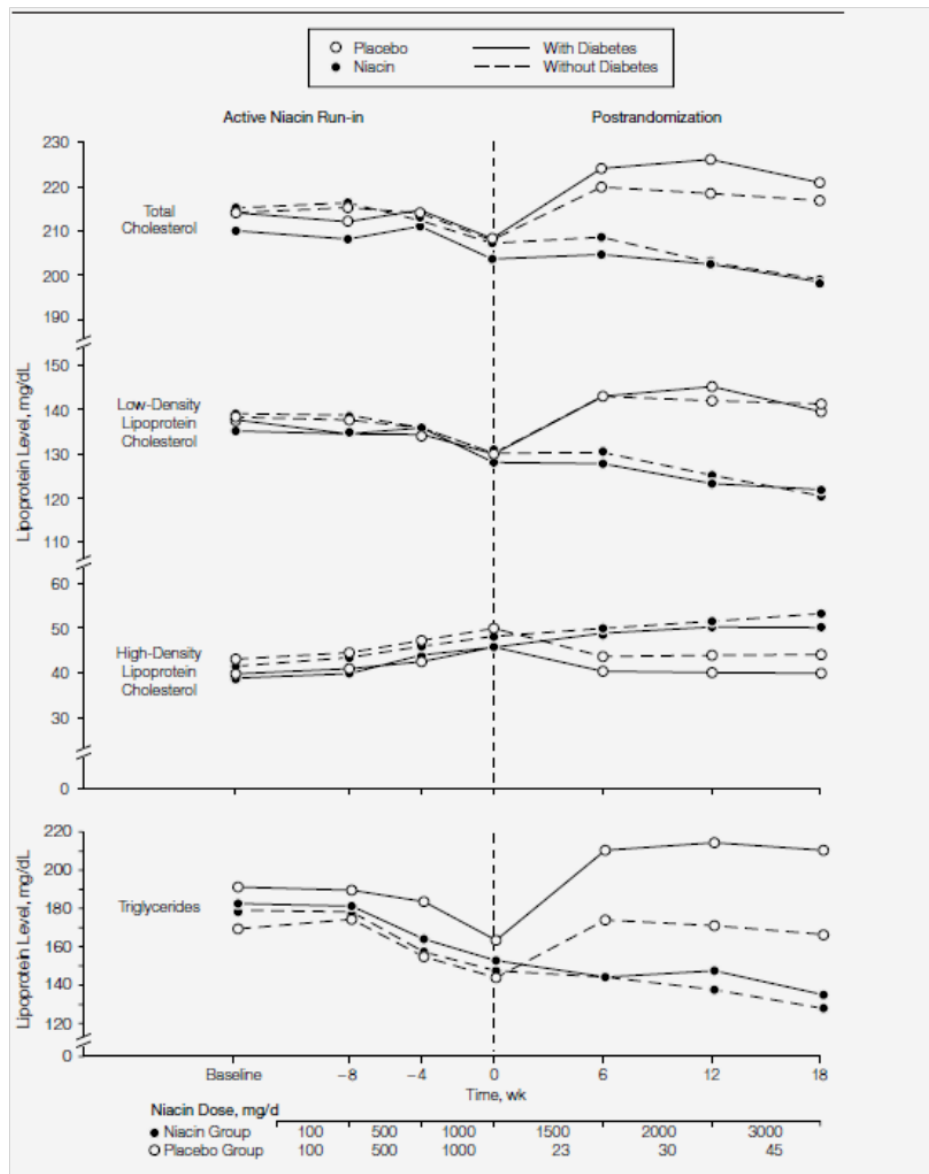 Placebo With Diabetes
Niacin Without Diabetes
Active Niacin Run-in Postrandomization
230
220
Total
Cholesterol
210
200
190
150
140
Low-Density
Lipoprotein
Cholesterol
130
120
110
Lipoprotein Level, mg/dL
60
50
High-Density
Lipoprotein
Cholesterol
40
30
0
220
200
180
Triglycerides
160
140
120
0
Lipoprotein Level, mg/dL
Baseline −8 −4 0 6 12 18
Time, wk
Niacin Dose, mg/d
Niacin Group 100 500 1000 1500 2000 3000
Placebo Group 100 500 1000 23 30 45